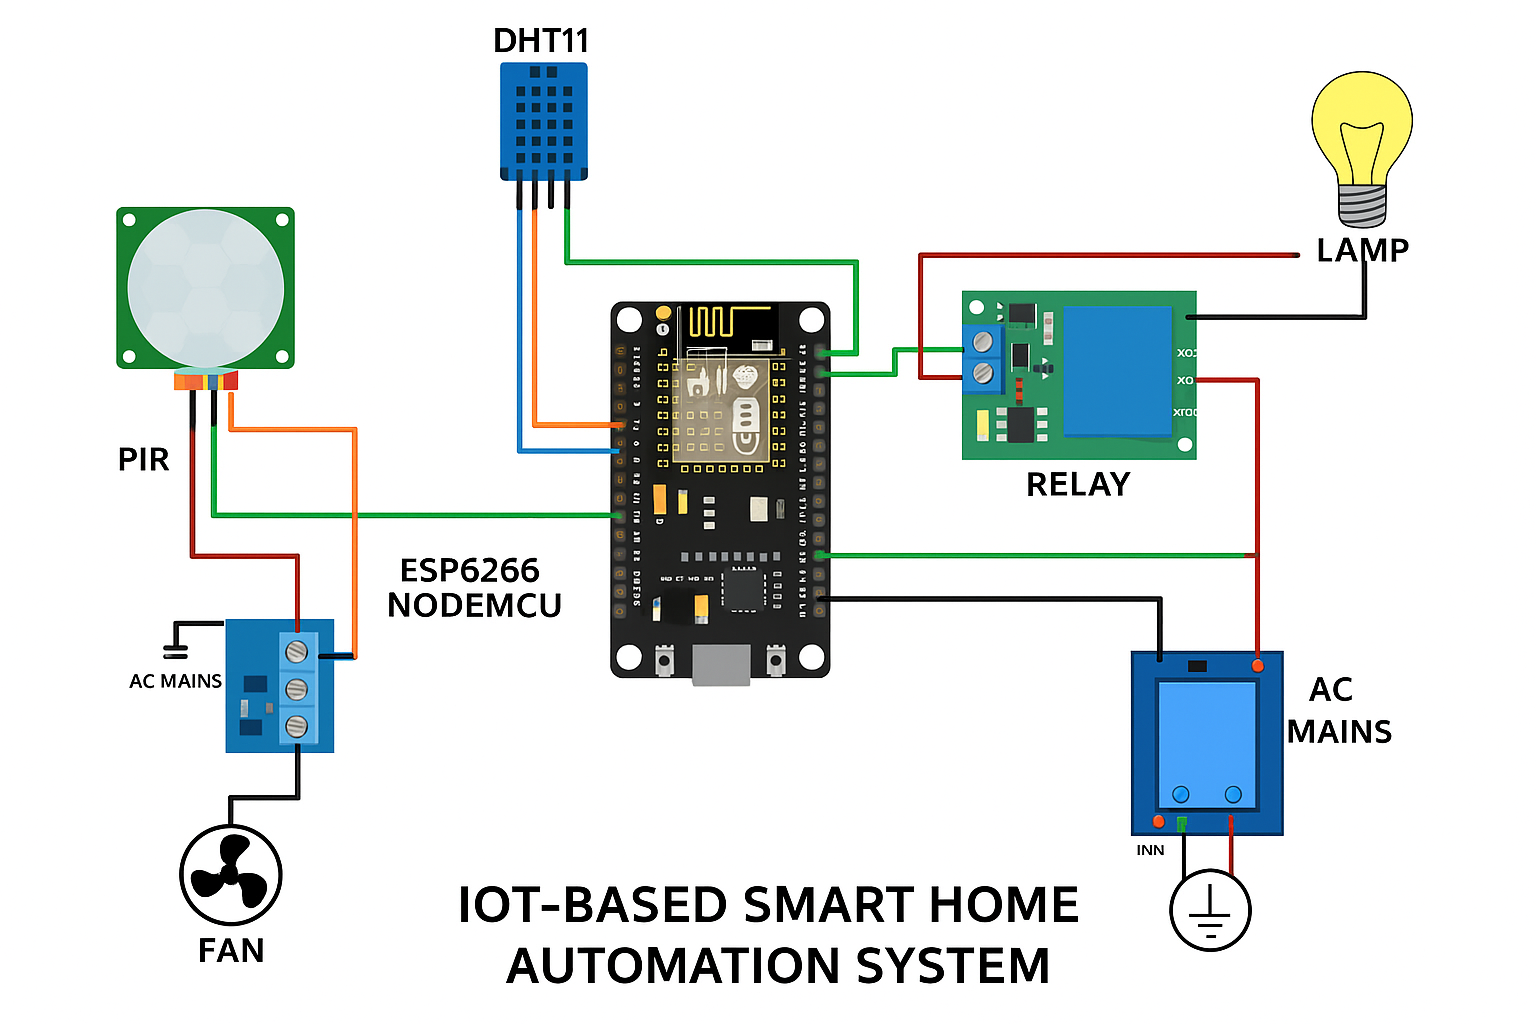 DHT11
LAMP
PIR
RELAY
ESP6266
NODEMCU
AC MAINS
AC
MAINS
INN
FAN
IOT-BASED SMART HOME
AUTOMATION SYSTEM